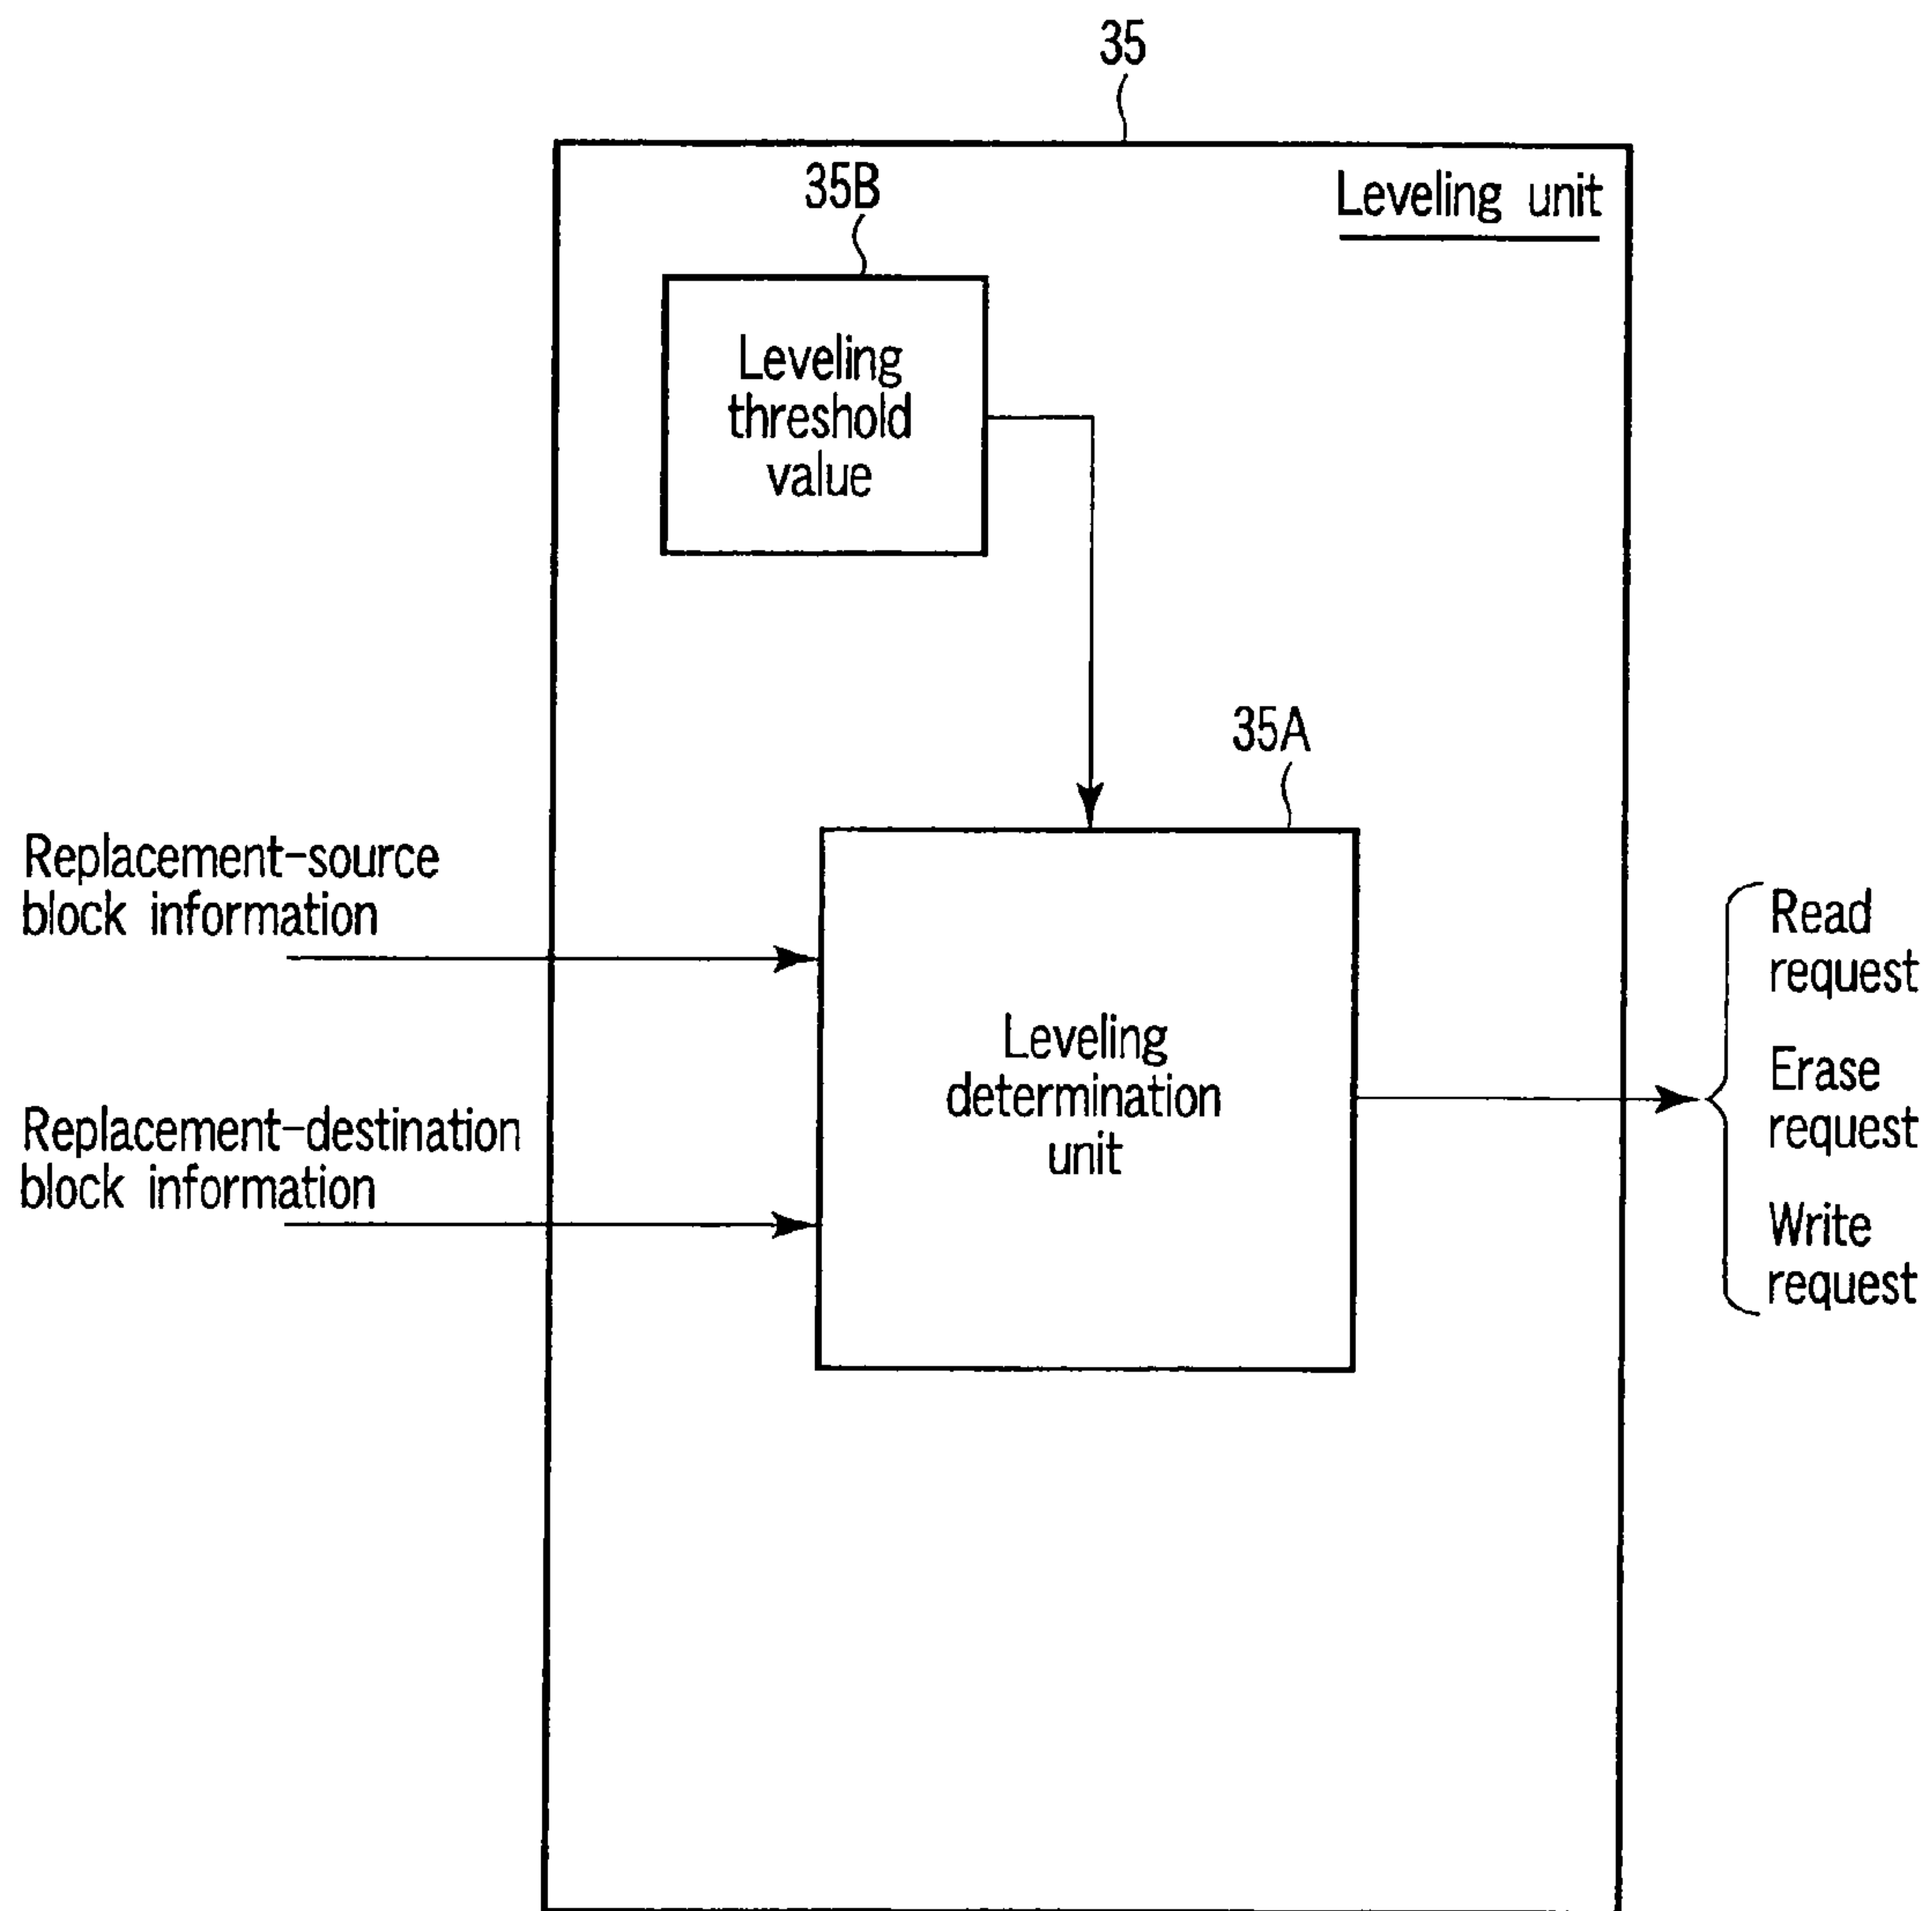 35
35B
Leveling unit
Leveling
threshold
value
35A
Replacement-source
block information
Replacement-destination
block information
Leveling
determination
unit
Read
request
Erase
request
Write
request